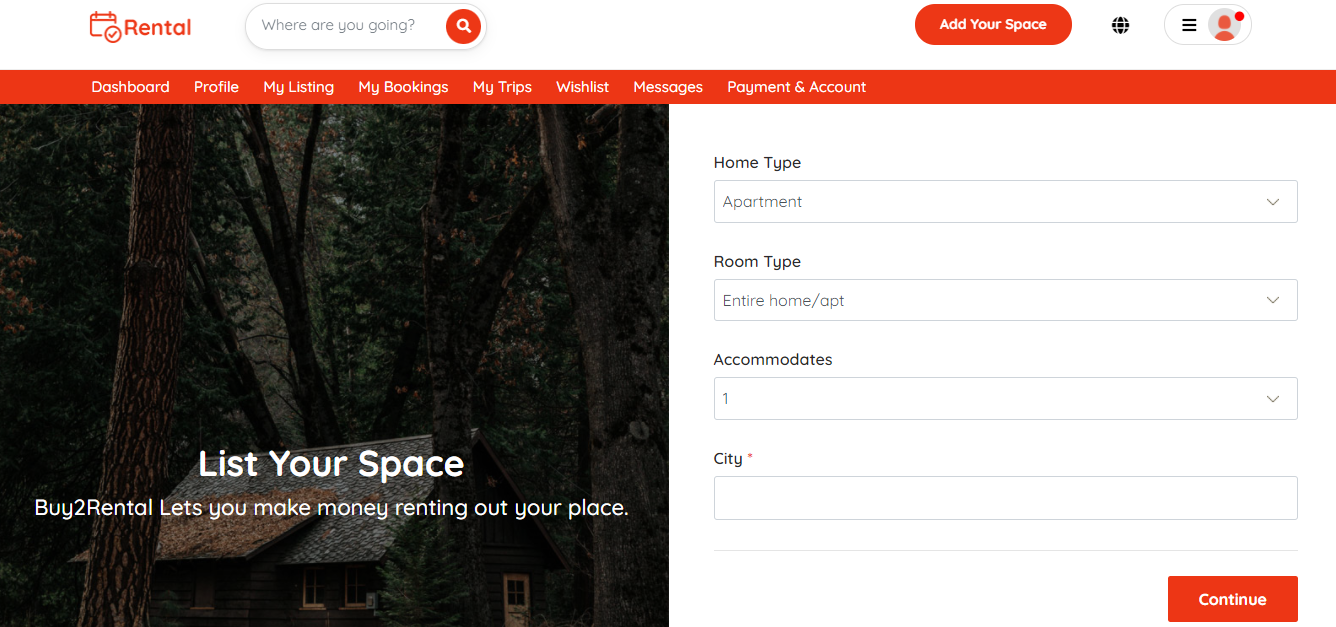 Rental
Where are you going?
Add Your Space
Dashboard Profile My Listing My Bookings My Trips Wishlist Messages Payment & Account
List Your Space
Buy2Rental Lets you make money renting out your place.
Home Type
Apartment
Room Type
Entire home/apt
Accommodates
1
City *
Continue